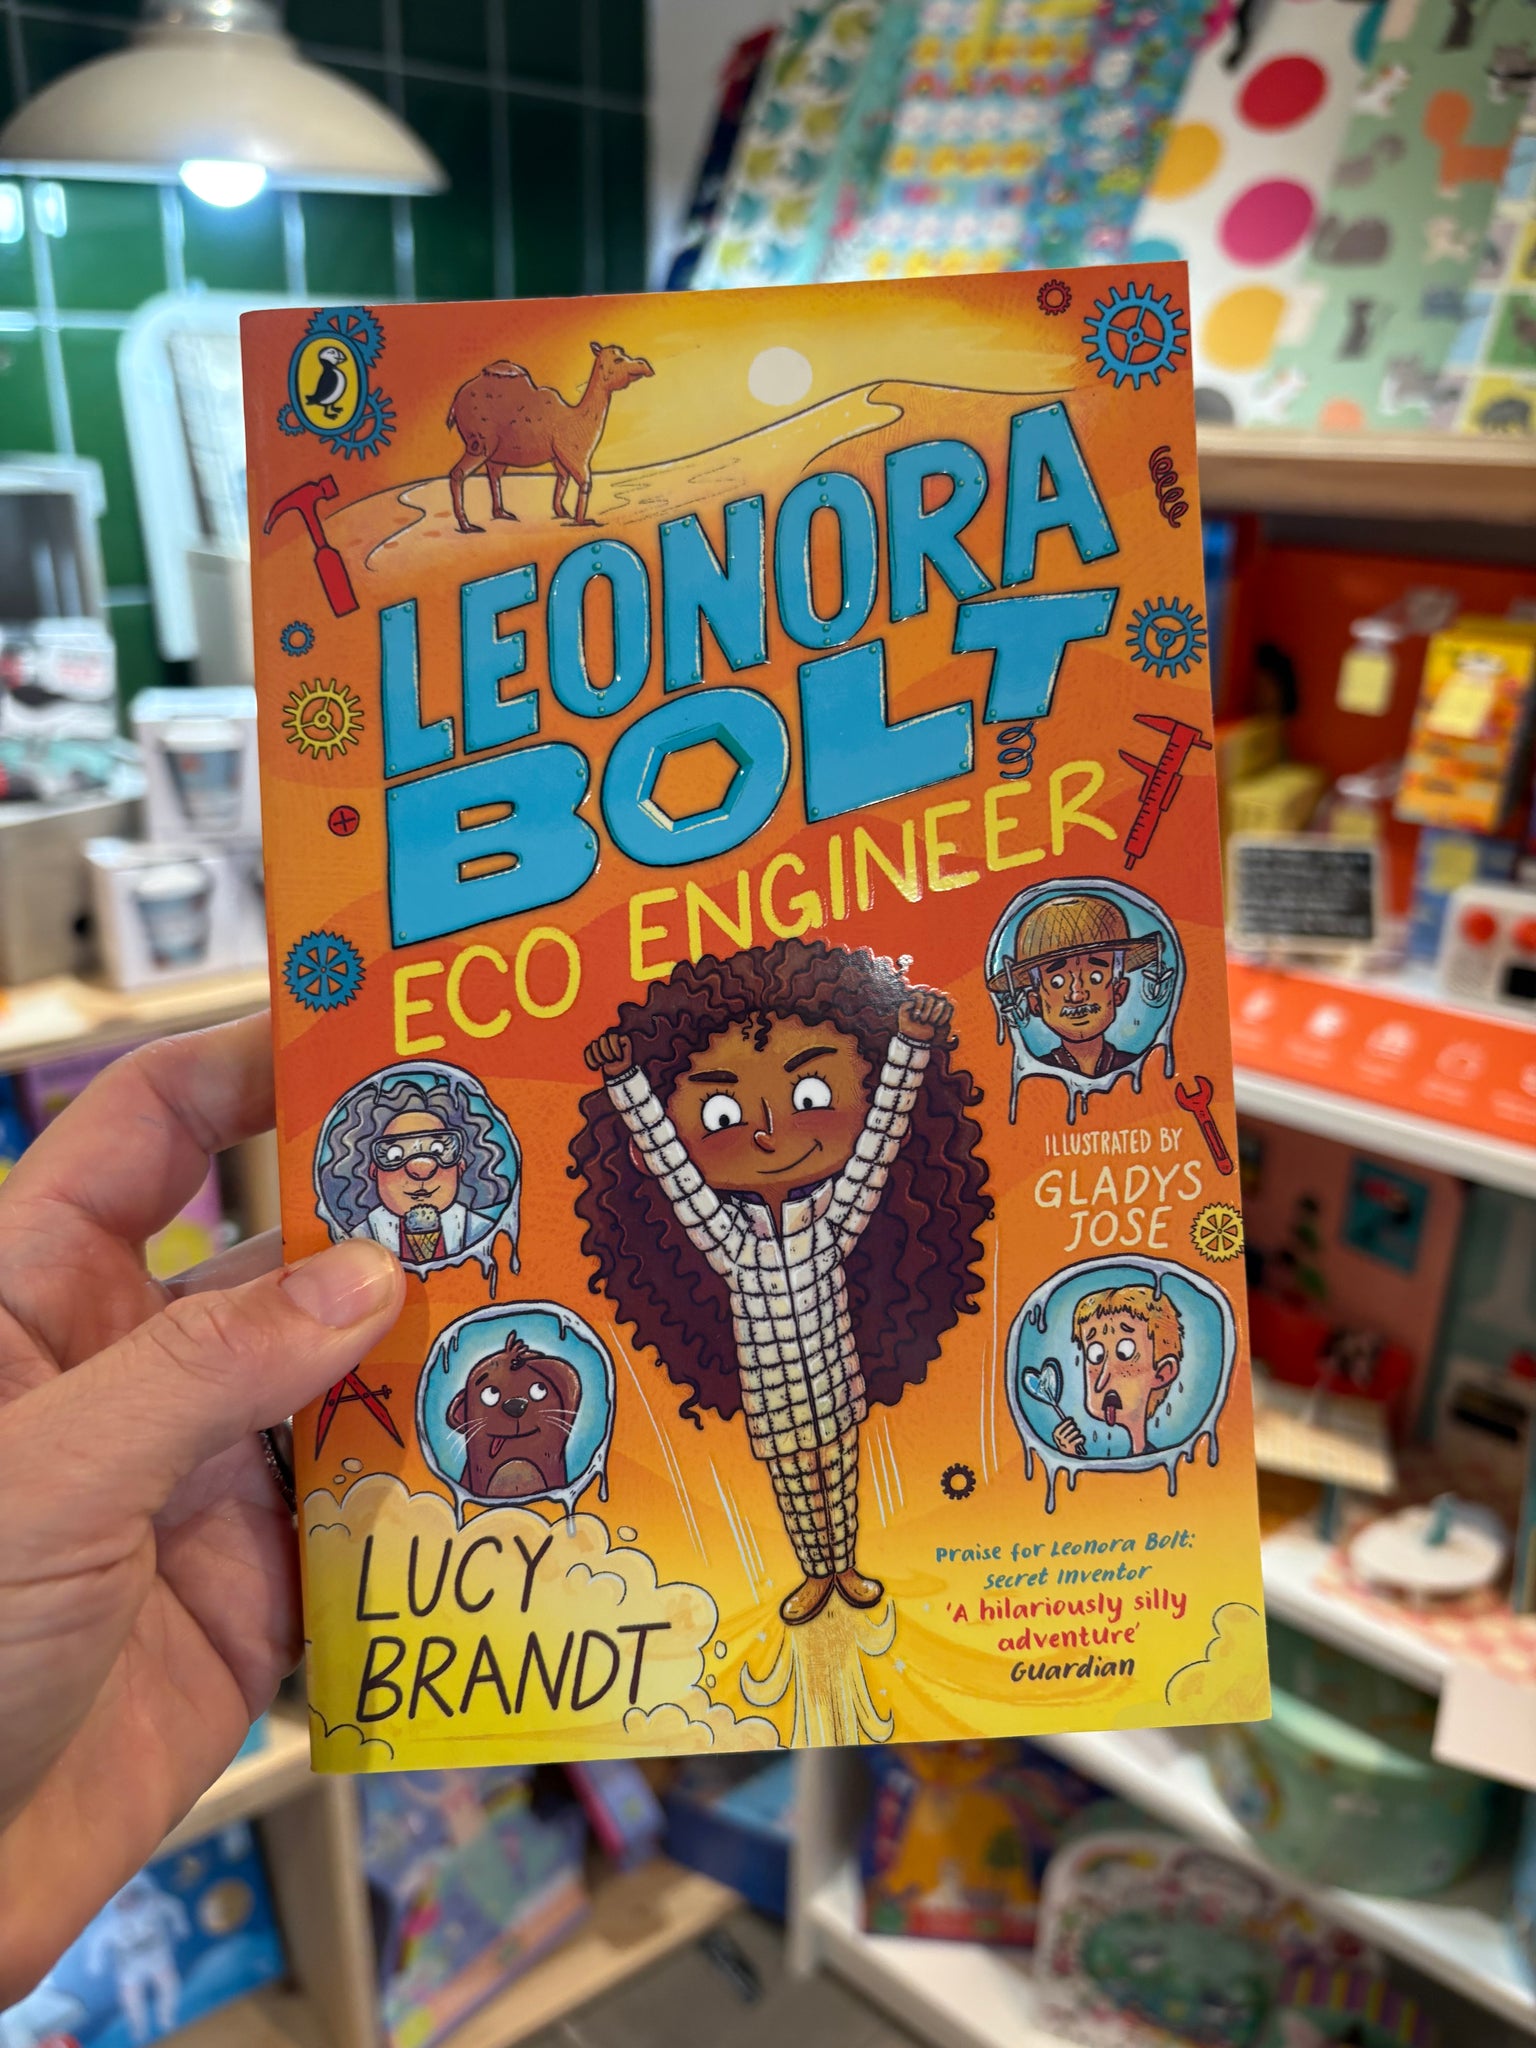 LEONORA
BOLT
ECO ENGINEER
ILLUSTRATED BY
GLADYS
JOSE
LUCY
BRANDT
Praise for Leonora Bolt:
Secret Inventor
'A hilariously silly
adventure'
Guardian